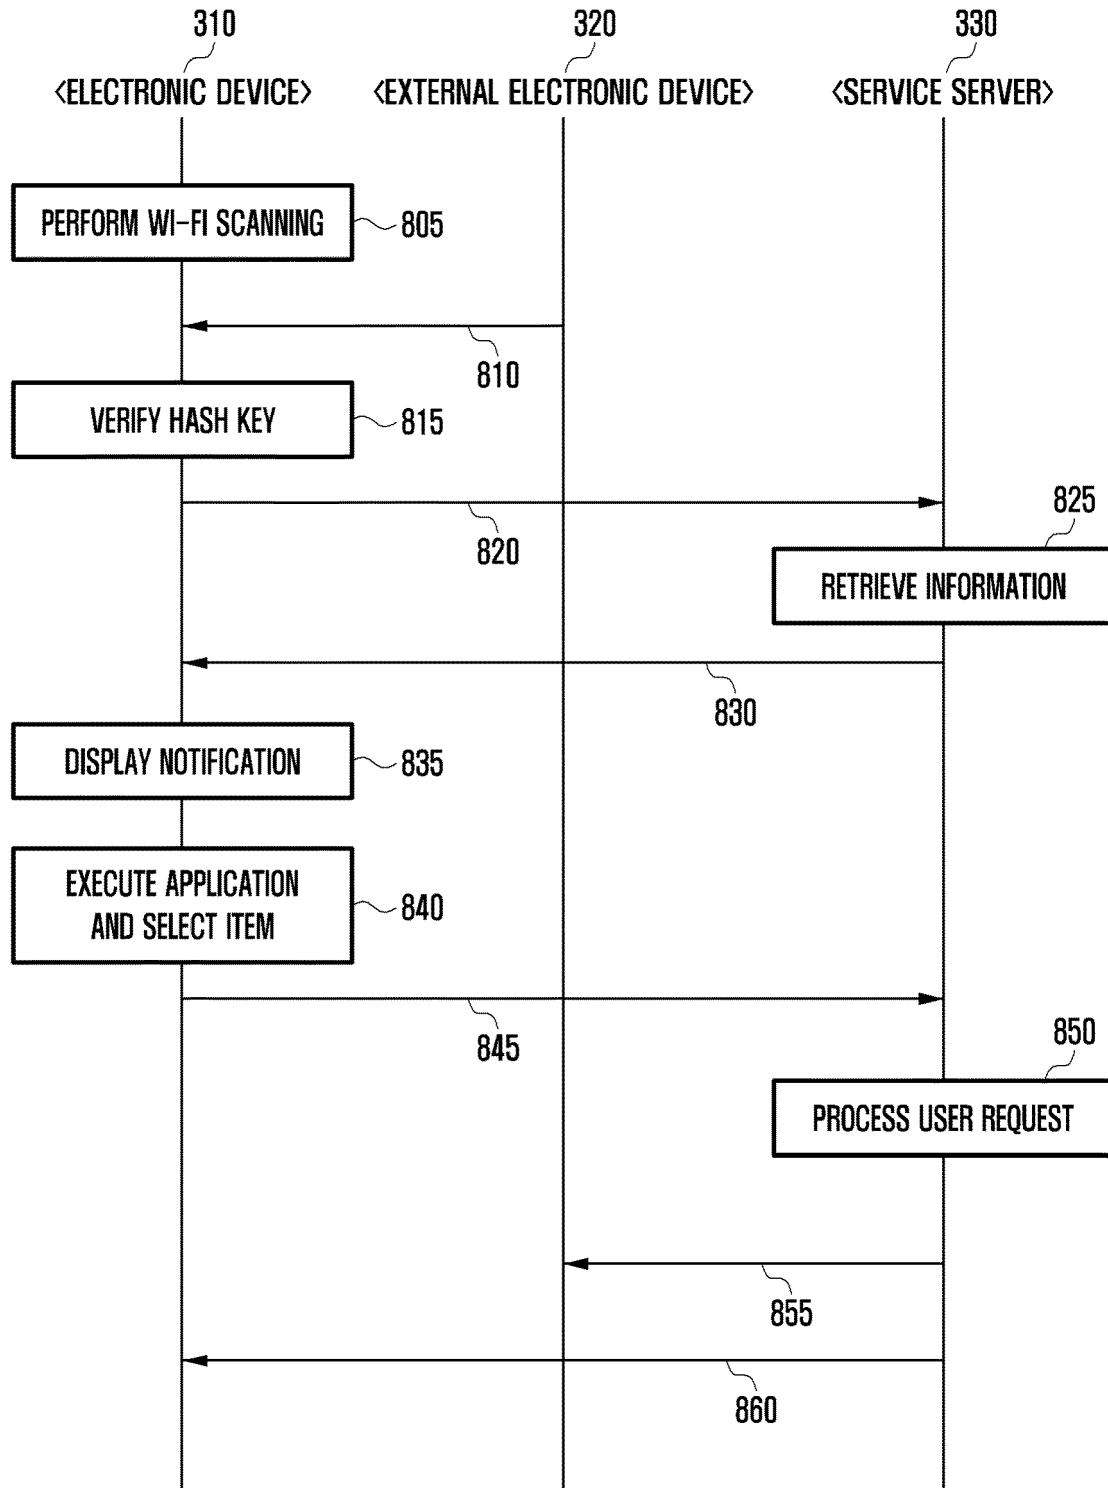 310
320
330
<ELECTRONIC DEVICE>
<EXTERNAL ELECTRONIC DEVICE>
<SERVICE SERVER>
PERFORM WI-FI SCANNING
805
810
VERIFY HASH KEY
815
820
825
RETRIEVE INFORMATION
830
DISPLAY NOTIFICATION
835
EXECUTE APPLICATION
AND SELECT ITEM
840
845
850
PROCESS USER REQUEST
855
860